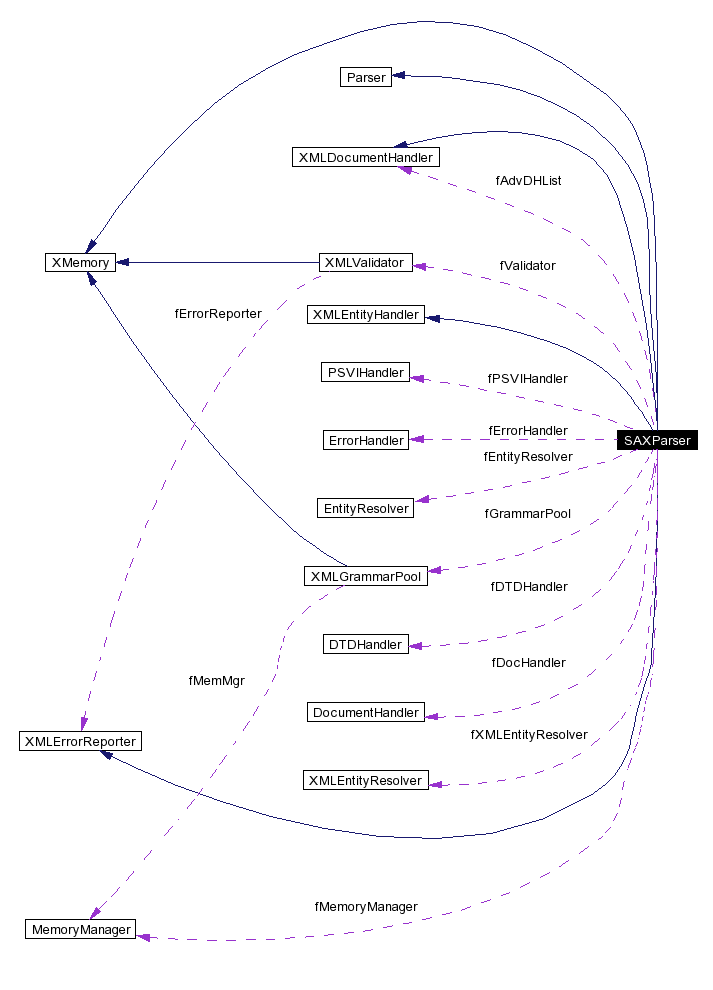 Parser
XMLDocumentHandler
fAdvDHList
XMemory
XMLValidator
fValidator
fErrorReporter
XMLEntityHandler
PSVIHandler
fPSVIHandler
ErrorHandler
fErrorHandler
SAXParser
fEntityResolver
EntityResolver
fGrammarPool
XMLGrammarPool
fDTDHandler
DTDHandler
fDocHandler
fMemMgr
DocumentHandler
fXMLEntityResolver
XMLErrorReporter
XMLEntityResolver
fMemoryManager
MemoryManager